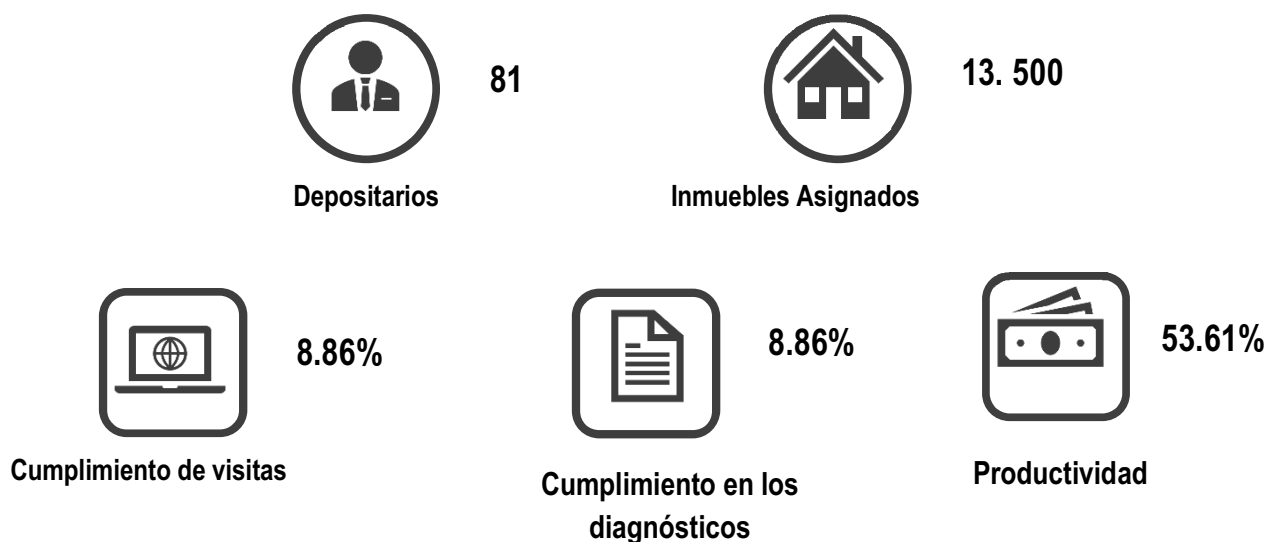 81
Depositarios
13. 500
Inmuebles Asignados
8.86%
Cumplimiento de visitas
8.86%
Cumplimiento en los
diagnósticos
53.61%
Productividad